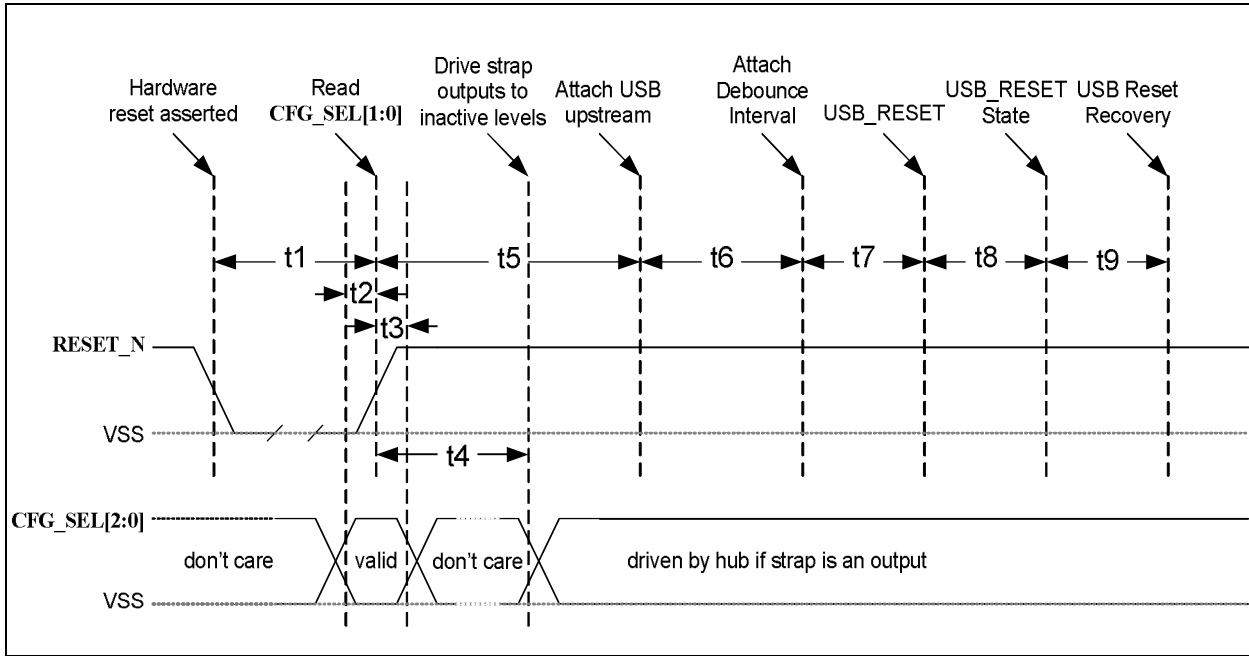 Hardware
reset asserted
Read
CFG_SEL[1:0]
Drive strap
outputs to
inactive levels
Attach USB
upstream
Attach
Debounce
Interval
USB_RESET
USB_RESET
State
USB Reset
Recovery
t1
t5
t6
t7
t8
t9
t2
t3
RESET_N
VSS
t4
CFG_SEL[2:0]
don't care
valid
don't care
driven by hub if strap is an output
VSS